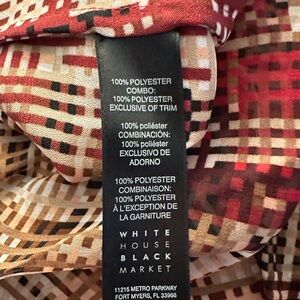 100% POLYESTER
COMBO:
100% POLYESTER
EXCLUSIVE OF TRIM
100% poliéster
COMBINACIÓN:
100% poliéster
EXCLUSIVO DE
ADORNO
100% POLYESTER
COMBINAISON:
100% POLYESTER
À L'EXCEPTION DE
LA GARNITURE
WHITE
HOUSE
BLACK
MARKET
11215 METRO PARKWAY
FORT MYERS, FL 33966